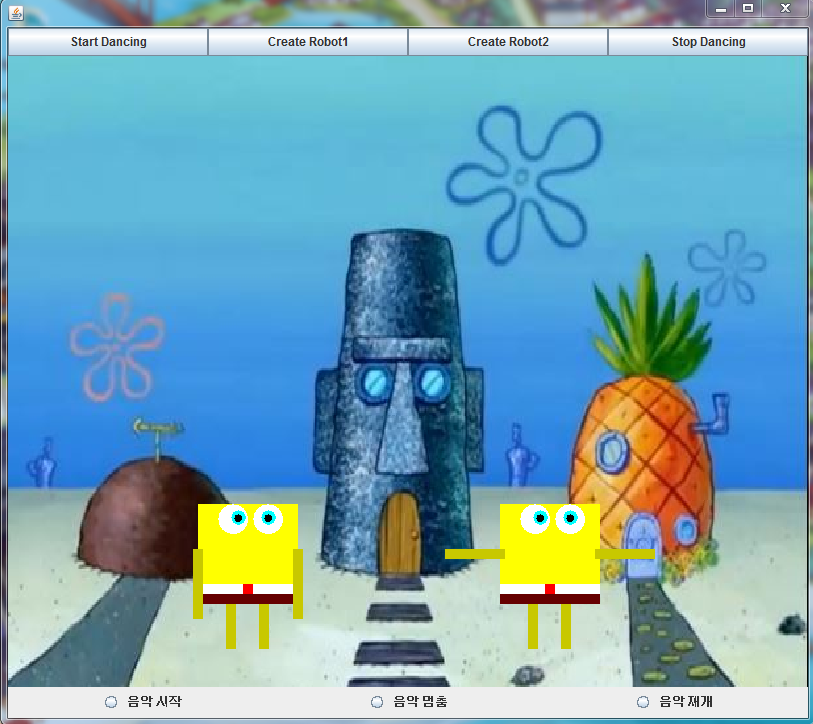 Start Dancing
Create Robot1
Create Robot2
Stop Dancing
음악 시작
음악 멈춤
음악 제개